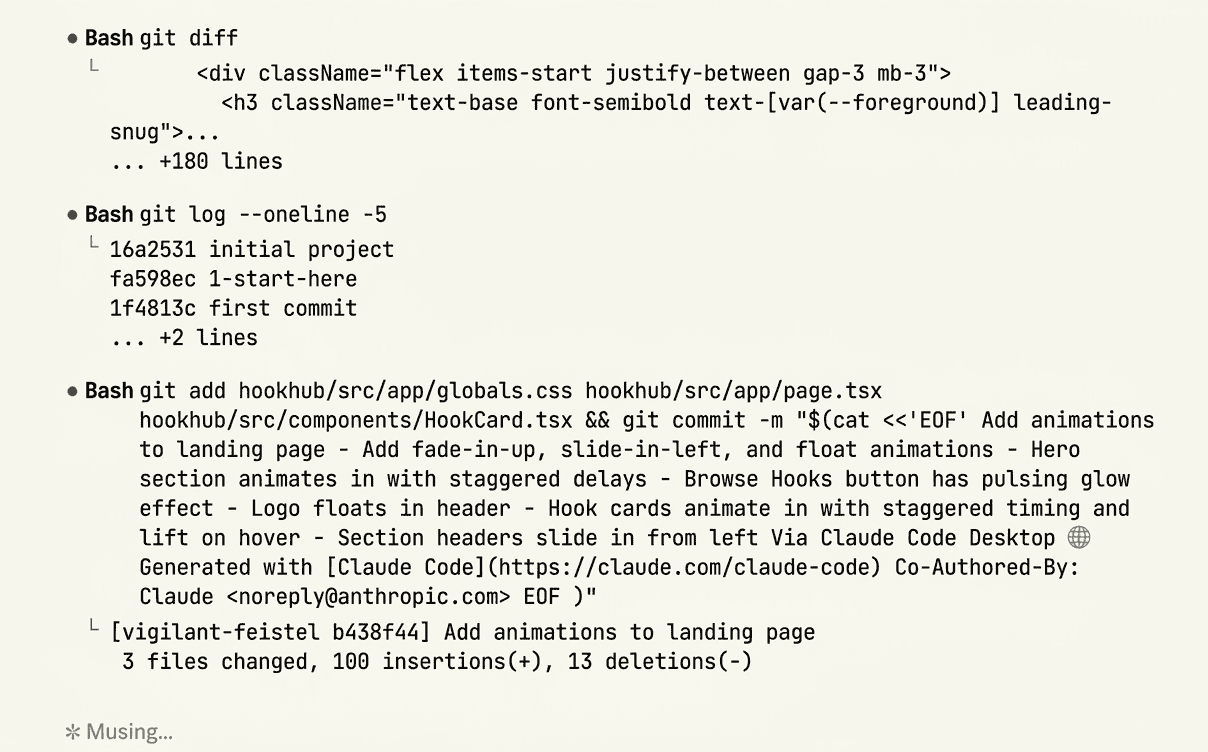 ● Bash git diff
└ <div className="flex items-start justify-between gap-3 mb-3">
<h3 className="text-base font-semibold text-[var(--foreground)] leading-
snug">...
... +180 lines
● Bash git log --oneline -5
└ 16a2531 initial project
fa598ec 1-start-here
1f4813c first commit
... +2 lines
● Bash git add hookhub/src/app/globals.css hookhub/src/app/page.tsx
hookhub/src/components/HookCard.tsx && git commit -m "$(cat <<'EOF' Add animations
to landing page - Add fade-in-up, slide-in-left, and float animations - Hero
section animates in with staggered delays - Browse Hooks button has pulsing glow
effect - Logo floats in header - Hook cards animate in with staggered timing and
lift on hover - Section headers slide in from left Via Claude Code Desktop 🌐
Generated with [Claude Code](https://claude.com/claude-code) Co-Authored-By:
Claude <noreply@anthropic.com> EOF )"
└ [vigilant-feistel b438f44] Add animations to landing page
3 files changed, 100 insertions(+), 13 deletions(-)
✼ Musing...